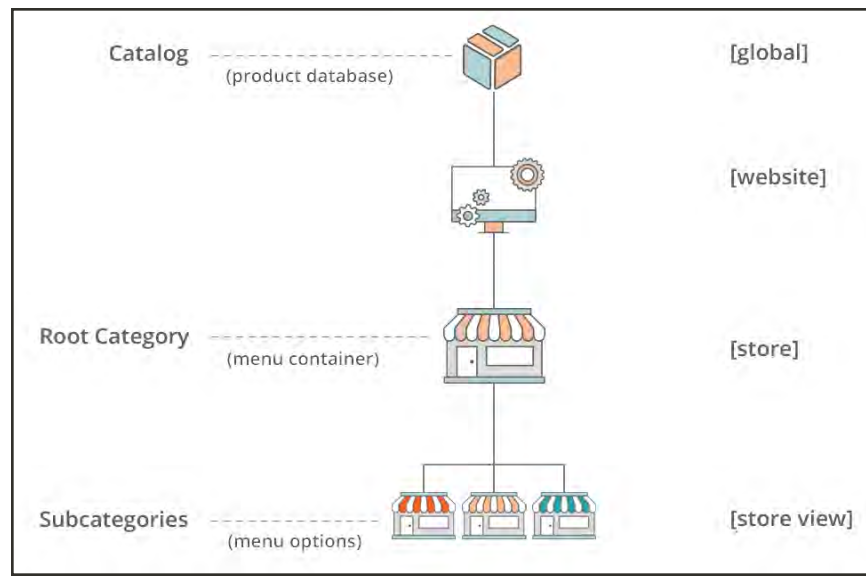 Catalog
(product database)
[global]
[website]
Root Category
(menu container)
[store]
Subcategories
(menu options)
[store view]